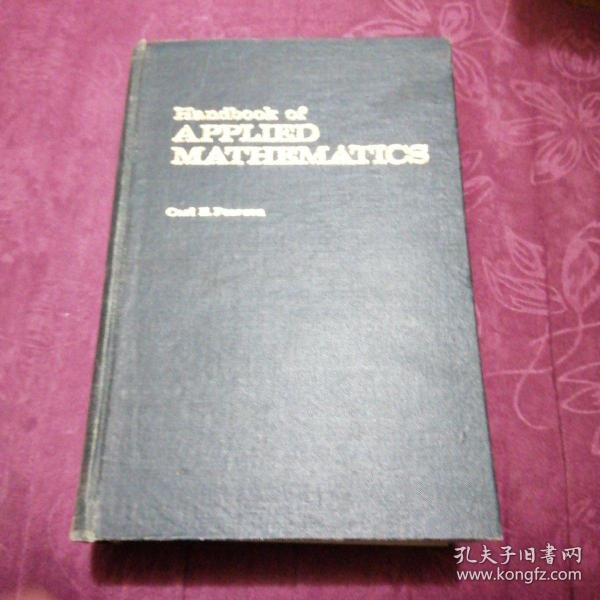 Handbook of
APPLIED
MATHEMATICS
Carl E. Pearson
孔夫子旧书网
www.kongfz.com